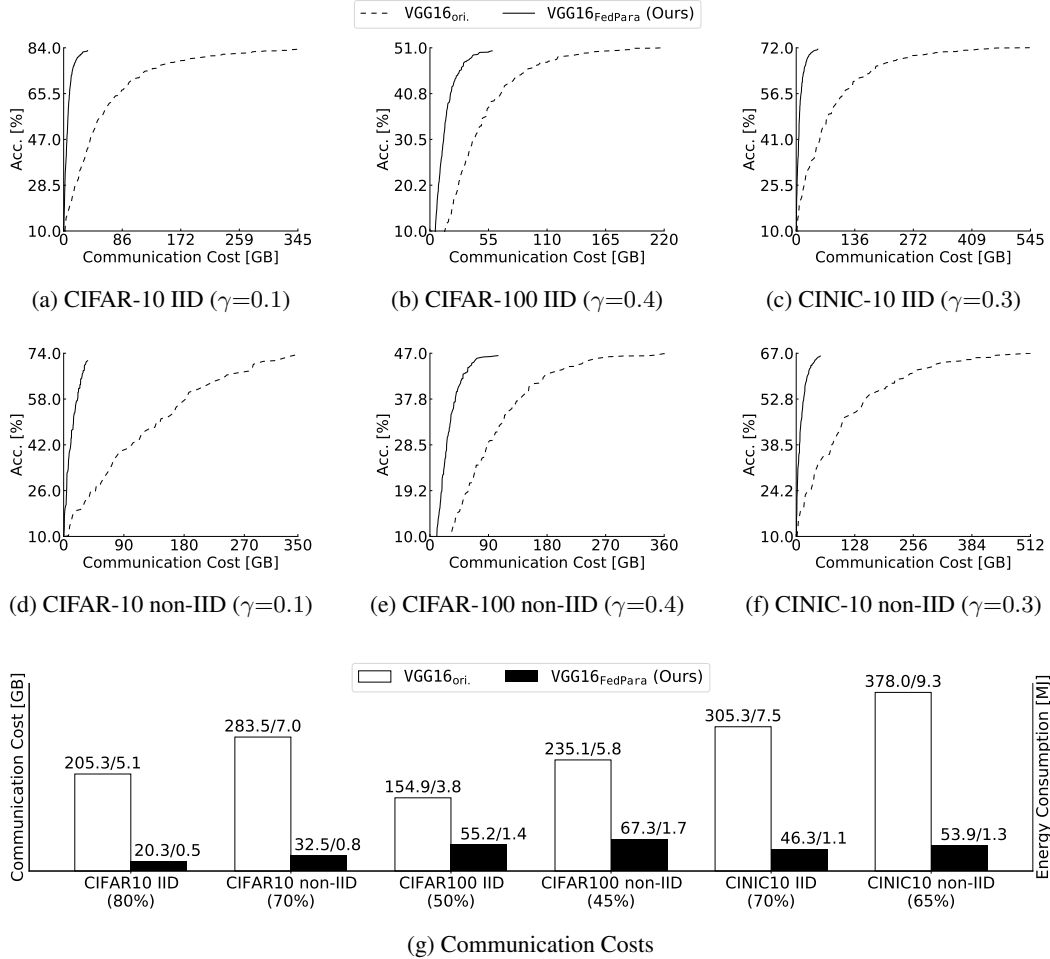 VGG16ori. VGG16FedPara (Ours)
84.0
65.5
47.0
28.5
10.0
Acc. [%]
0 86 172 259 345
Communication Cost [GB]
(a) CIFAR-10 IID (γ=0.1)
51.0
40.8
30.5
20.2
10.0
Acc. [%]
0 55 110 165 220
Communication Cost [GB]
(b) CIFAR-100 IID (γ=0.4)
72.0
56.5
41.0
25.5
10.0
Acc. [%]
0 136 272 409 545
Communication Cost [GB]
(c) CINIC-10 IID (γ=0.3)
74.0
58.0
42.0
26.0
10.0
Acc. [%]
0 90 180 270 350
Communication Cost [GB]
(d) CIFAR-10 non-IID (γ=0.1)
47.0
37.8
28.5
19.2
10.0
Acc. [%]
0 90 180 270 360
Communication Cost [GB]
(e) CIFAR-100 non-IID (γ=0.4)
67.0
52.8
38.5
24.2
10.0
Acc. [%]
0 128 256 384 512
Communication Cost [GB]
(f) CINIC-10 non-IID (γ=0.3)
VGG16ori. VGG16FedPara (Ours)
Communication Cost [GB]
Energy Consumption [MJ]
205.3/5.1 20.3/0.5
283.5/7.0 32.5/0.8
154.9/3.8 55.2/1.4
235.1/5.8 67.3/1.7
305.3/7.5 46.3/1.1
378.0/9.3 53.9/1.3
CIFAR10 IID CIFAR10 non-IID CIFAR100 IID CIFAR100 non-IID CINIC10 IID CINIC10 non-IID
(80%) (70%) (50%) (45%) (70%) (65%)
(g) Communication Costs